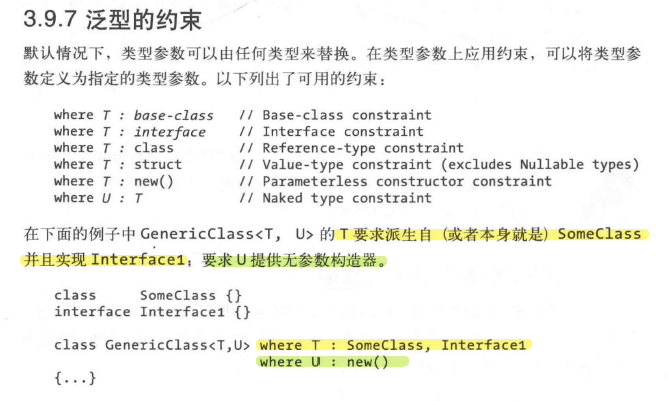 3.9.7 泛型的约束
默认情况下，类型参数可以由任何类型来替换。在类型参数上应用约束，可以将类型参
数定义为指定的类型参数。以下列出了可用的约束：
where T : base-class // Base-class constraint
where T : interface // Interface constraint
where T : class // Reference-type constraint
where T : struct // Value-type constraint (excludes Nullable types)
where T : new() // Parameterless constructor constraint
where U : T // Naked type constraint
在下面的例子中 GenericClass<T, U> 的 T 要求派生自（或者本身就是）SomeClass
并且实现 Interface1；要求 U 提供无参数构造器。
class SomeClass {}
interface Interface1 {}
class GenericClass<T,U> where T : SomeClass, Interface1
where U : new()
{...}